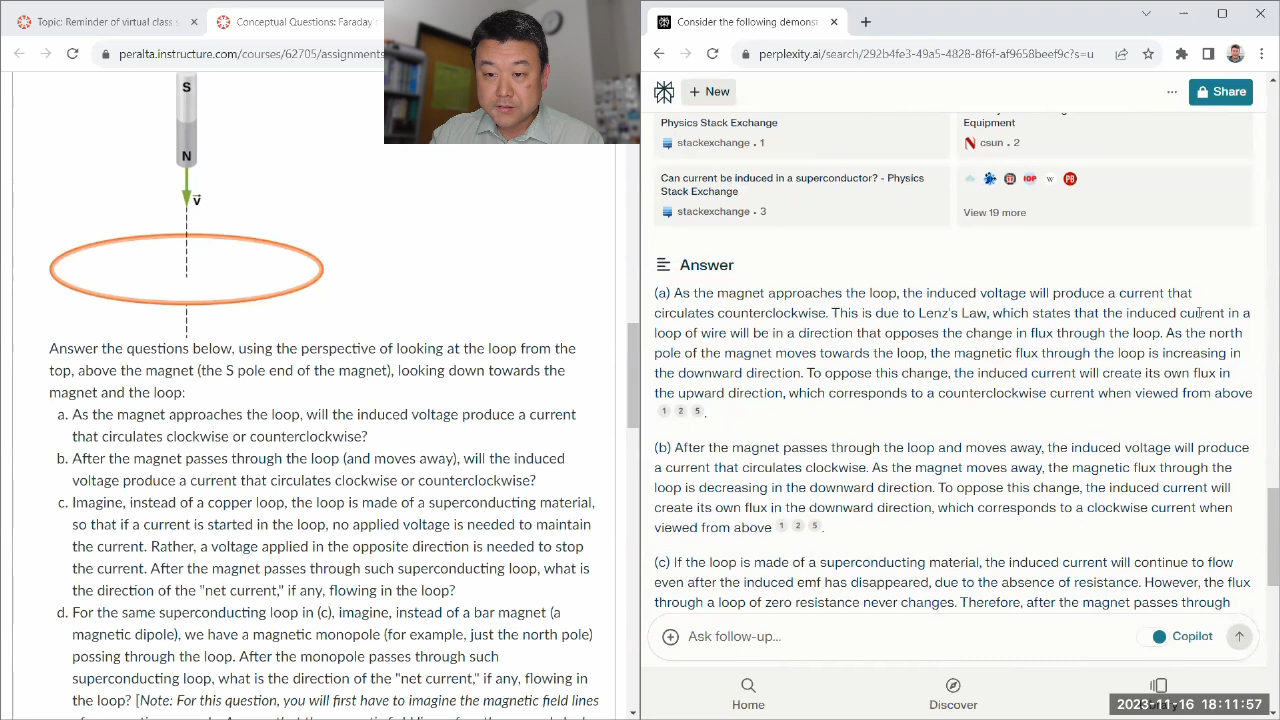 Topic: Reminder of virtual class s
Conceptual Questions: Faraday
peralta.instructure.com/courses/62705/assignments
S
N
v
Answer the questions below, using the perspective of looking at the loop from the
top, above the magnet (the S pole end of the magnet), looking down towards the
magnet and the loop:
a. As the magnet approaches the loop, will the induced voltage produce a current
that circulates clockwise or counterclockwise?
b. After the magnet passes through the loop (and moves away), will the induced
voltage produce a current that circulates clockwise or counterclockwise?
c. Imagine, instead of a copper loop, the loop is made of a superconducting material,
so that if a current is started in the loop, no applied voltage is needed to maintain
the current. Rather, a voltage applied in the opposite direction is needed to stop
the current. After the magnet passes through such superconducting loop, what is
the direction of the "net current," if any, flowing in the loop?
d. For the same superconducting loop in (c), imagine, instead of a bar magnet (a
magnetic dipole), we have a magnetic monopole (for example, just the north pole)
possing through the loop. After the monopole passes through such
superconducting loop, what is the direction of the "net current," if any, flowing in
the loop? [Note: For this question, you will first have to imagine the magnetic field lines
Consider the following demonst
perplexity.ai/search/292b4fe3-49a5-4828-8f6f-af9658beef9c?s
+ New
Share
Physics Stack Exchange
stackexchange . 1
Equipment
csun . 2
Can current be induced in a superconductor? - Physics
Stack Exchange
stackexchange . 3
IOP
W
PB
View 19 more
Answer
(a) As the magnet approaches the loop, the induced voltage will produce a current that
circulates counterclockwise. This is due to Lenz's Law, which states that the induced current in a
loop of wire will be in a direction that opposes the change in flux through the loop. As the north
pole of the magnet moves towards the loop, the magnetic flux through the loop is increasing in
the downward direction. To oppose this change, the induced current will create its own flux in
the upward direction, which corresponds to a counterclockwise current when viewed from above
1 2 5 .
(b) After the magnet passes through the loop and moves away, the induced voltage will produce
a current that circulates clockwise. As the magnet moves away, the magnetic flux through the
loop is decreasing in the downward direction. To oppose this change, the induced current will
create its own flux in the downward direction, which corresponds to a clockwise current when
viewed from above 1 2 5 .
(c) If the loop is made of a superconducting material, the induced current will continue to flow
even after the induced emf has disappeared, due to the absence of resistance. However, the flux
through a loop of zero resistance never changes. Therefore, after the magnet passes through
Ask follow-up...
Copilot
Home
Discover
2023-11-16 18:11:57